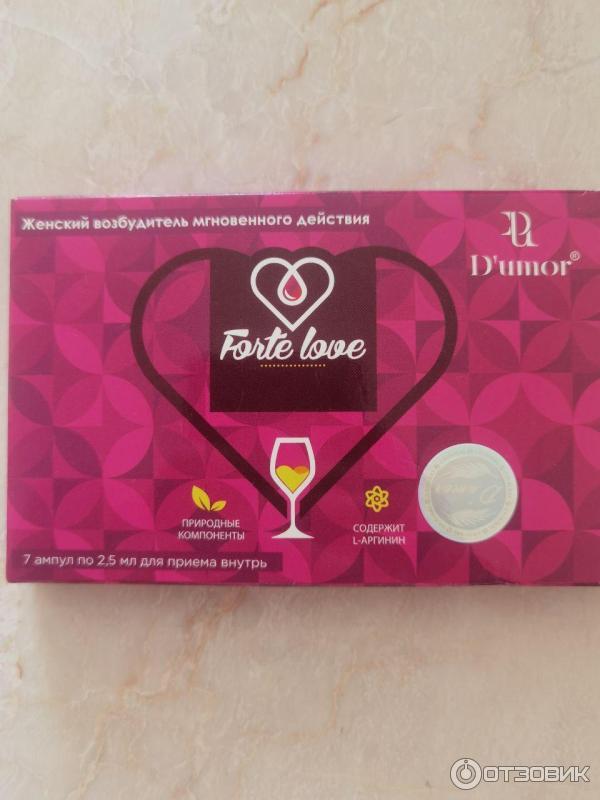 Женский возбудитель мгновенного действия
D'umor®
Forte love
ПРИРОДНЫЕ
КОМПОНЕНТЫ
СОДЕРЖИТ
L-АРГИНИН
7 ампул по 2,5 мл для приема внутрь
ОТЗОВИК